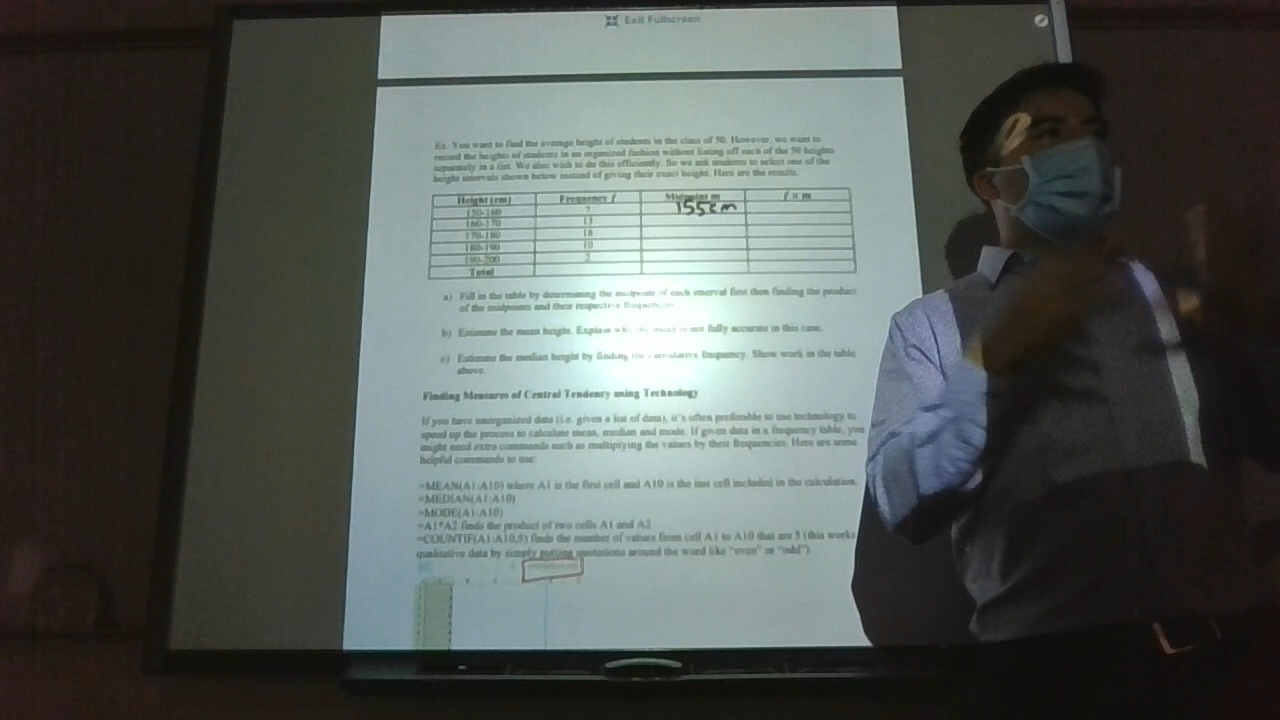 Exit Fullscreen
Ex. You want to find the average height of students in the class of 50. However, we want to
record the heights of students in an organized fashion without listing off each of the 50 heights
separately in a list. We also wish to do this efficiently. So we ask students to select one of the
height intervals shown below instead of giving their exact height. Here are the results.
Height (cm) Frequency f Midpoint m f × m
150-160 7 155cm
160-170 13
170-180 18
180-190 10
190-200 2
Total
a) Fill in the table by determining the midpoints of each interval first then finding the product
of the midpoints and their respective frequencies.
b) Estimate the mean height. Explain why the mean is not fully accurate in this case.
c) Estimate the median height by finding the cumulative frequency. Show work in the table
above.
Finding Measures of Central Tendency using Technology
If you have unorganized data (i.e. given a list of data), it's often preferable to use technology to
speed up the process to calculate mean, median and mode. If given data in a frequency table, you
might need extra commands such as multiplying the values by their frequencies. Here are some
helpful commands to use:
=MEAN(A1:A10) where A1 is the first cell and A10 is the last cell included in the calculation.
=MEDIAN(A1:A10)
=MODE(A1:A10)
=A1*A2 finds the product of two cells A1 and A2
=COUNTIF(A1:A10,5) finds the number of values from cell A1 to A10 that are 5 (this works
qualitative data by simply putting quotations around the word like "even" or "odd")